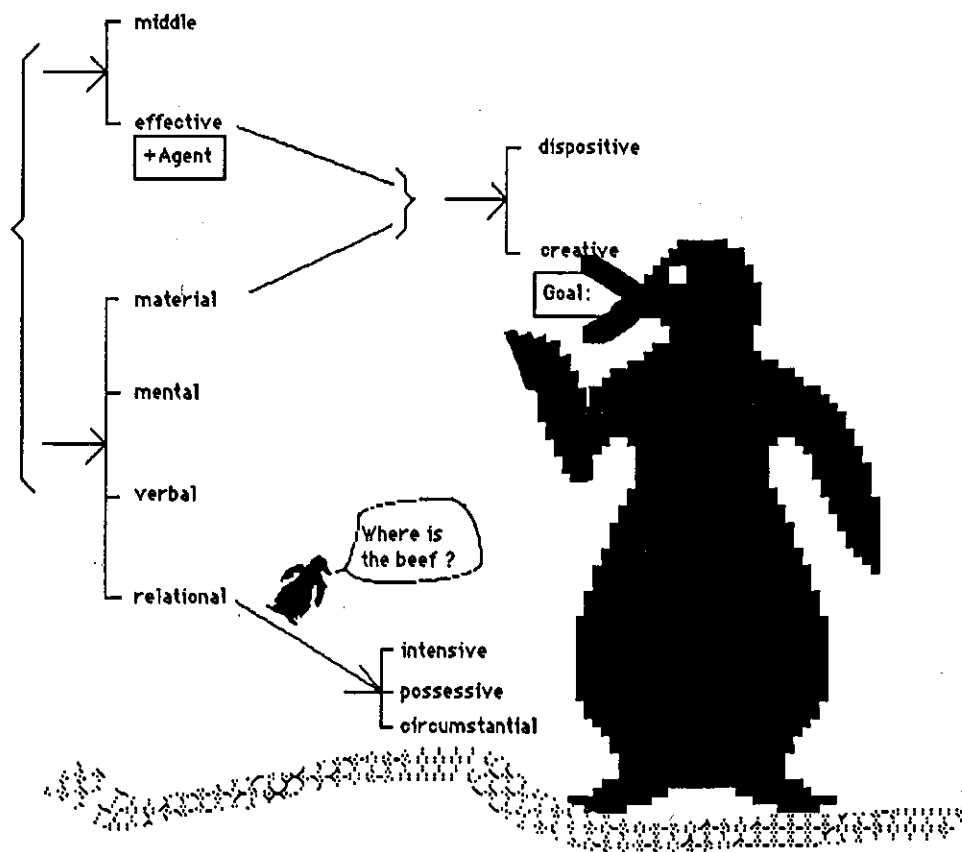 middle
effective
+Agent
dispositive
creative
Goal:
material
mental
verbal
Where is
the beef ?
relational
intensive
possessive
circumstantial